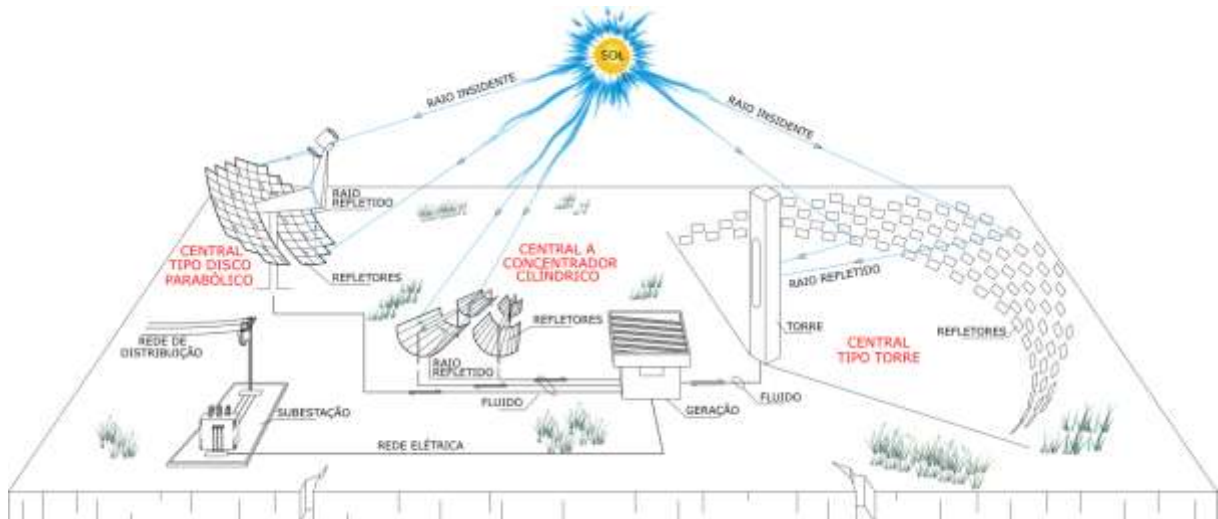 SOL
RAIO INSIDENTE
RAIO INSIDENTE
RAIO
REFLETIDO
CENTRAL
TIPO DISCO
PARABÓLICO
REFLETORES
CENTRAL A
CONCENTRADOR
CILÍNDRICO
RAIO REFLETIDO
REFLETORES
TORRE
REFLETORES
REDE DE
DISTRIBUIÇÃO
CENTRAL
TIPO TORRE
RAIO
REFLETIDO
FLUIDO
GERAÇÃO
FLUIDO
SUBESTAÇÃO
REDE ELÉTRICA